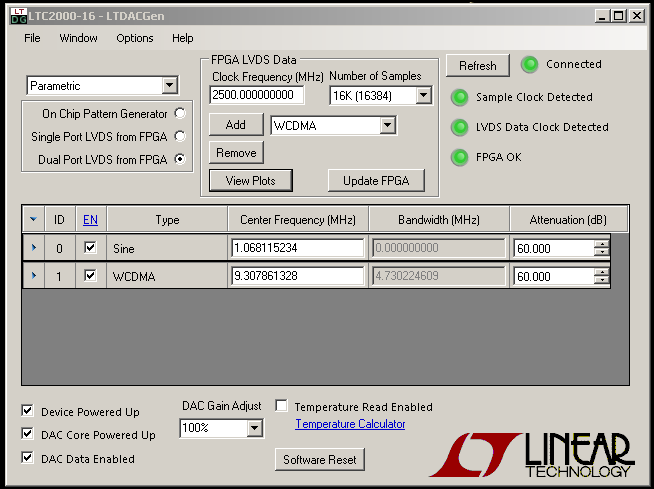 LTC2000-16 - LTDACGen
File Window Options Help
Parametric
On Chip Pattern Generator
Single Port LVDS from FPGA
Dual Port LVDS from FPGA
FPGA LVDS Data
Clock Frequency (MHz) Number of Samples
2500.000000000 16K (16384)
Add WCDMA
Remove
View Plots Update FPGA
Refresh Connected
Sample Clock Detected
LVDS Data Clock Detected
FPGA OK
ID EN Type Center Frequency (MHz) Bandwidth (MHz) Attenuation (dB)
0 Sine 1.068115234 0.000000000 60.000
1 WCDMA 9.307861328 4.730224609 60.000
Device Powered Up
DAC Core Powered Up
DAC Data Enabled
DAC Gain Adjust
100%
Temperature Read Enabled
Temperature Calculator
Software Reset
LT LINEAR
TECHNOLOGY